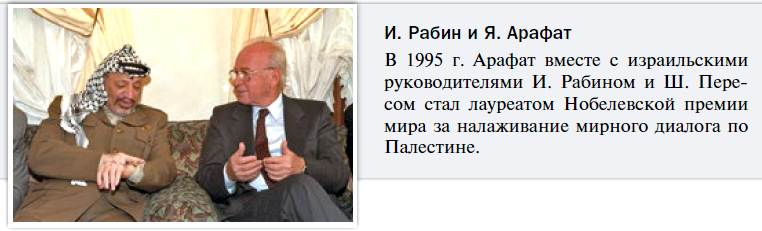 И. Рабин и Я. Арафат
В 1995 г. Арафат вместе с израильскими
руководителями И. Рабином и Ш. Пере-
сом стал лауреатом Нобелевской премии
мира за налаживание мирного диалога по
Палестине.